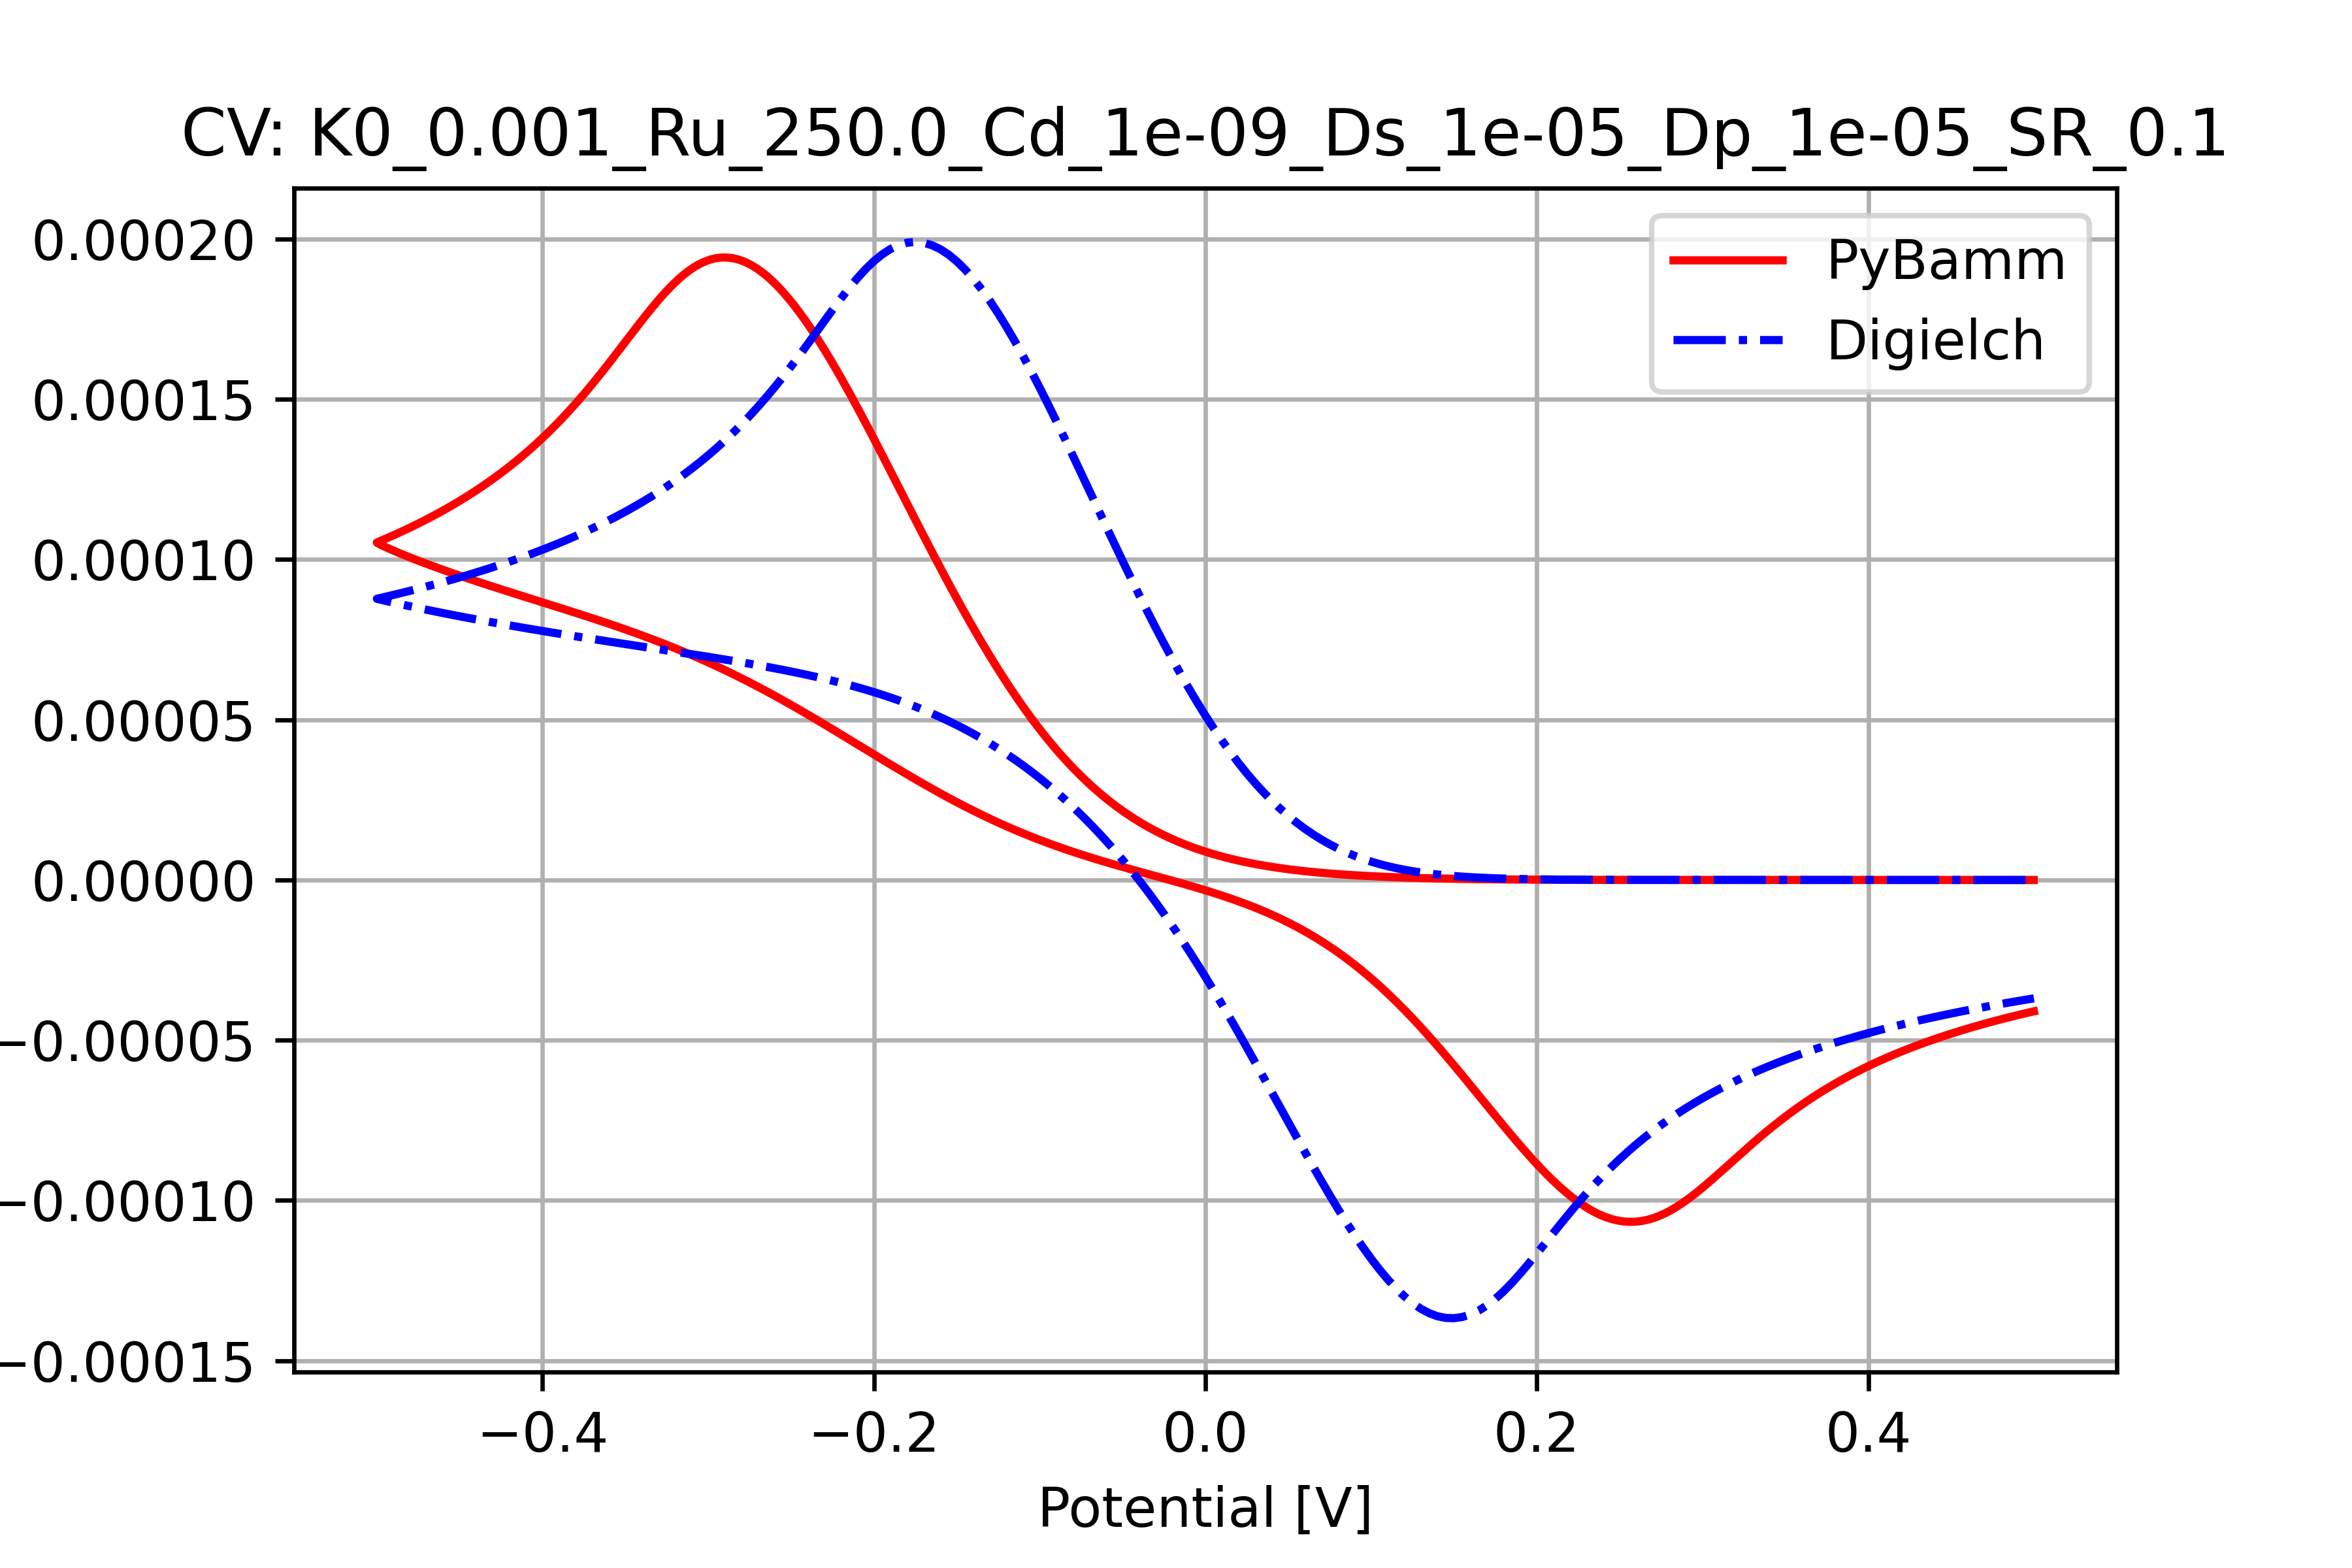 CV: K0_0.001_Ru_250.0_Cd_1e-09_Ds_1e-05_Dp_1e-05_SR_0.1
PyBamm
Digielch
0.00020
0.00015
0.00010
0.00005
0.00000
−0.00005
−0.00010
−0.00015
−0.4 −0.2 0.0 0.2 0.4
Potential [V]